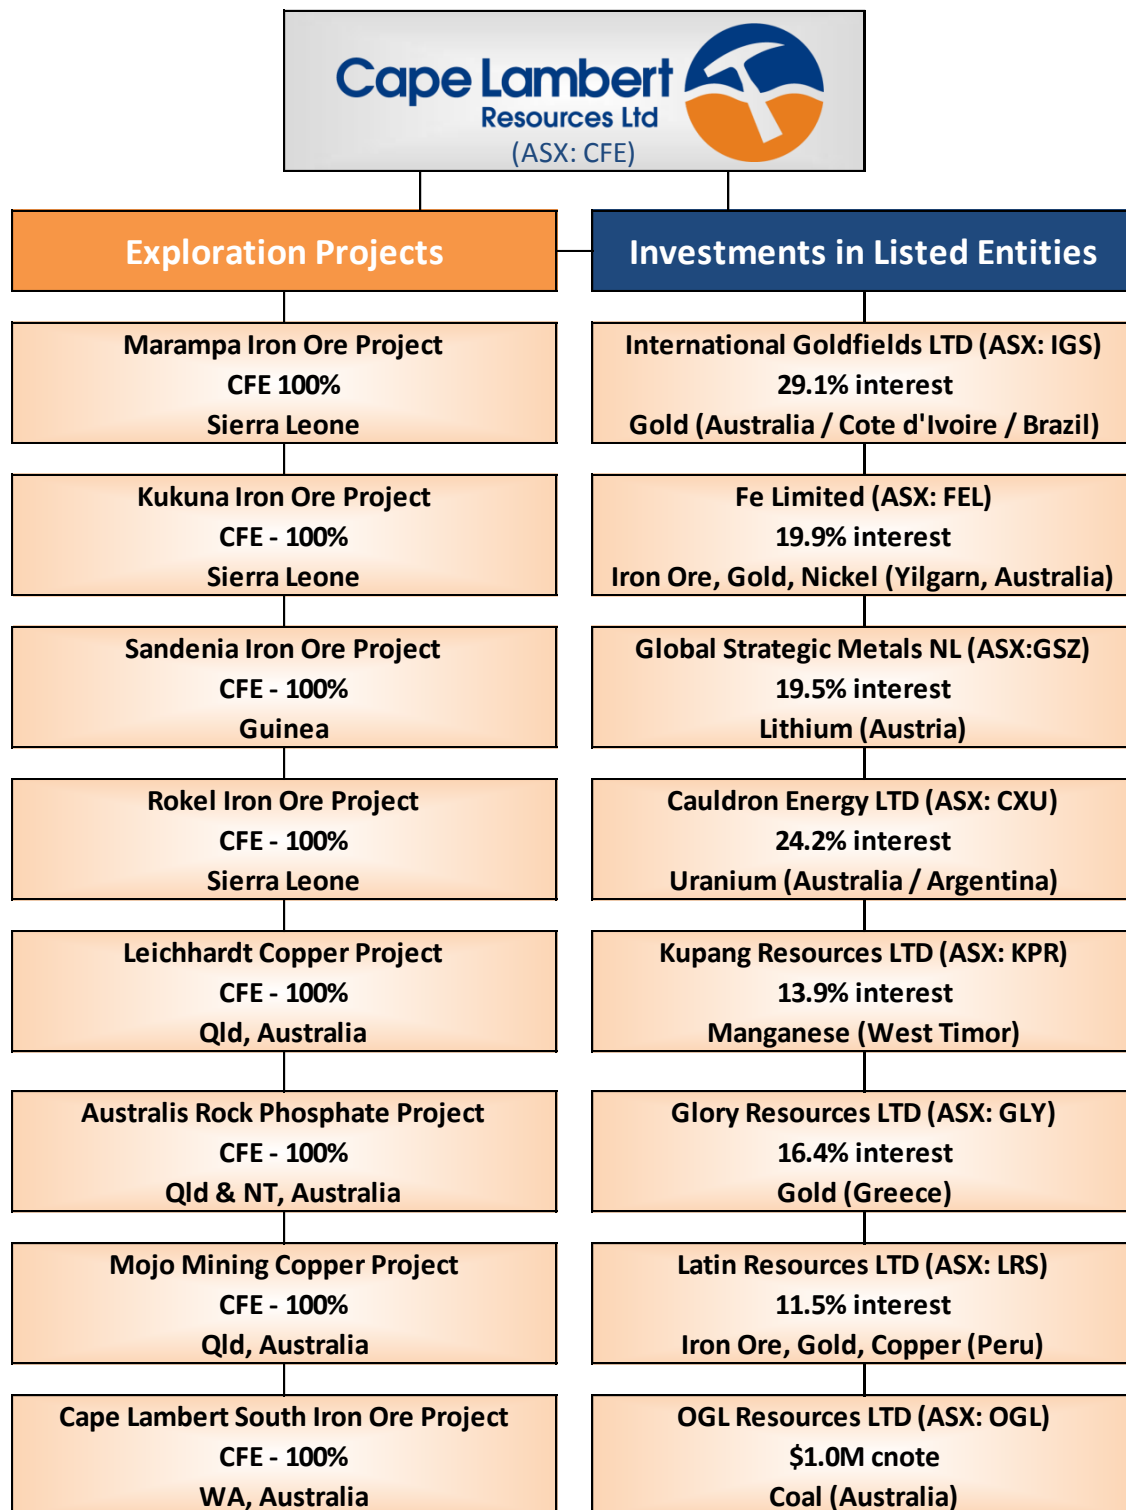 Cape Lambert
Resources Ltd
(ASX: CFE)
Exploration Projects
Marampa Iron Ore Project
CFE 100%
Sierra Leone
Kukuna Iron Ore Project
CFE - 100%
Sierra Leone
Sandenia Iron Ore Project
CFE - 100%
Guinea
Rokel Iron Ore Project
CFE - 100%
Sierra Leone
Leichhardt Copper Project
CFE - 100%
Qld, Australia
Australis Rock Phosphate Project
CFE - 100%
Qld & NT, Australia
Mojo Mining Copper Project
CFE - 100%
Qld, Australia
Cape Lambert South Iron Ore Project
CFE - 100%
WA, Australia
Investments in Listed Entities
International Goldfields LTD (ASX: IGS)
29.1% interest
Gold (Australia / Cote d'Ivoire / Brazil)
Fe Limited (ASX: FEL)
19.9% interest
Iron Ore, Gold, Nickel (Yilgarn, Australia)
Global Strategic Metals NL (ASX:GSZ)
19.5% interest
Lithium (Austria)
Cauldron Energy LTD (ASX: CXU)
24.2% interest
Uranium (Australia / Argentina)
Kupang Resources LTD (ASX: KPR)
13.9% interest
Manganese (West Timor)
Glory Resources LTD (ASX: GLY)
16.4% interest
Gold (Greece)
Latin Resources LTD (ASX: LRS)
11.5% interest
Iron Ore, Gold, Copper (Peru)
OGL Resources LTD (ASX: OGL)
$1.0M cnote
Coal (Australia)